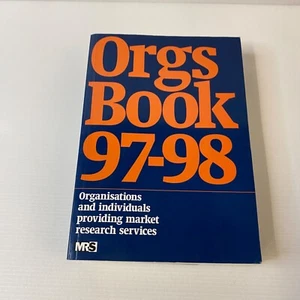 Orgs
Book
97-98
Organisations
and individuals
providing market
research services
MRS